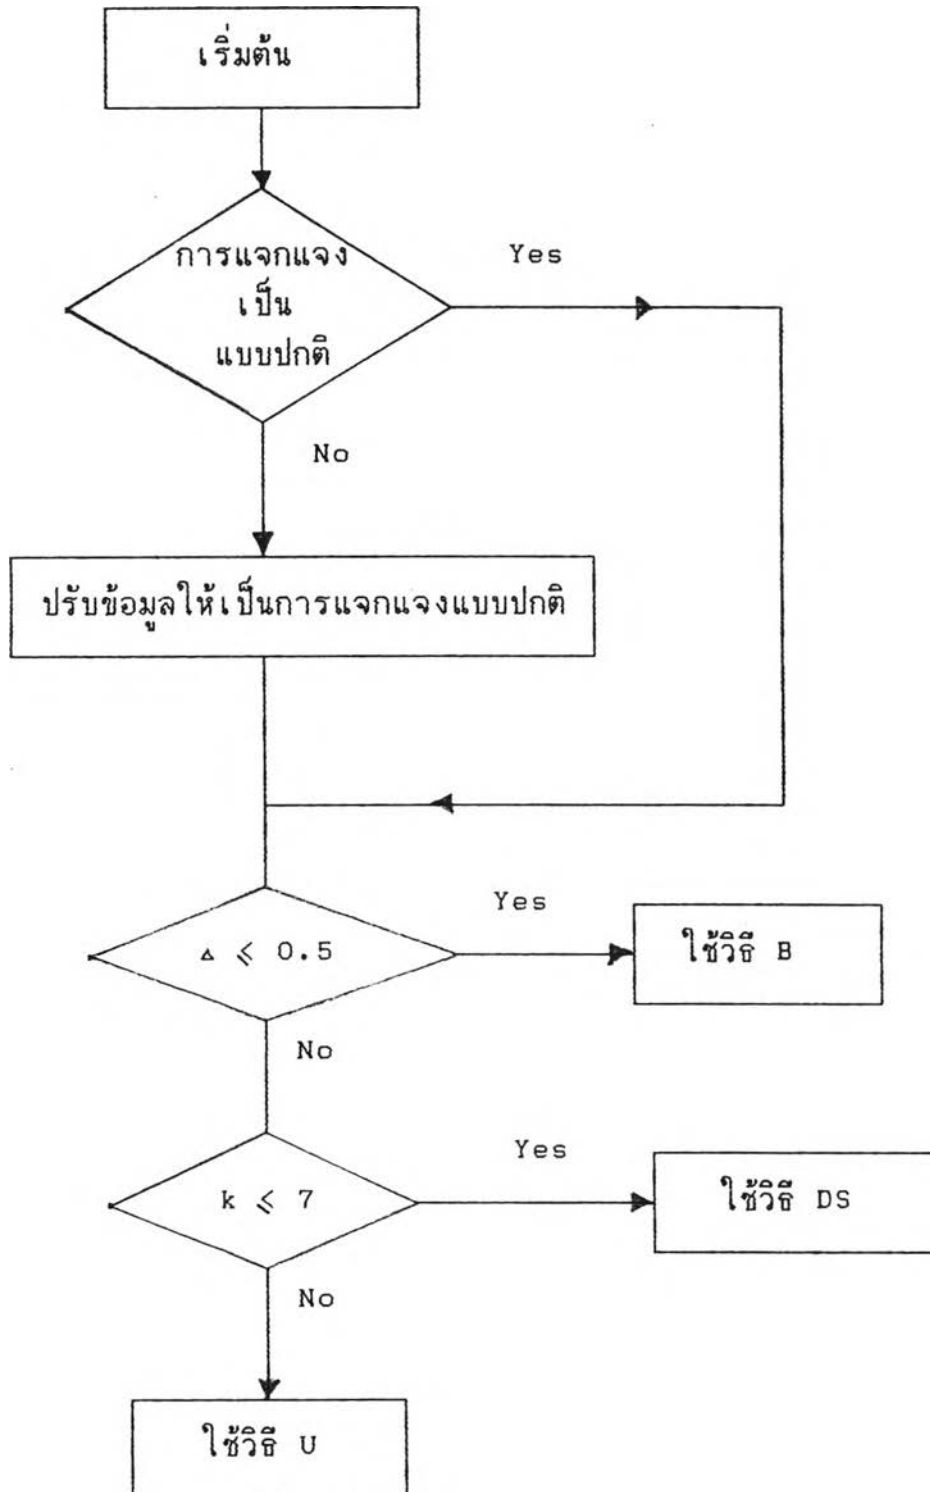 เริ่มต้น
การแจกแจง
เป็น
แบบปกติ
Yes
No
ปรับข้อมูลให้เป็นการแจกแจงแบบปกติ
△ ⩽ 0.5
Yes
ใช้วิธี B
No
k ⩽ 7
Yes
ใช้วิธี DS
No
ใช้วิธี U